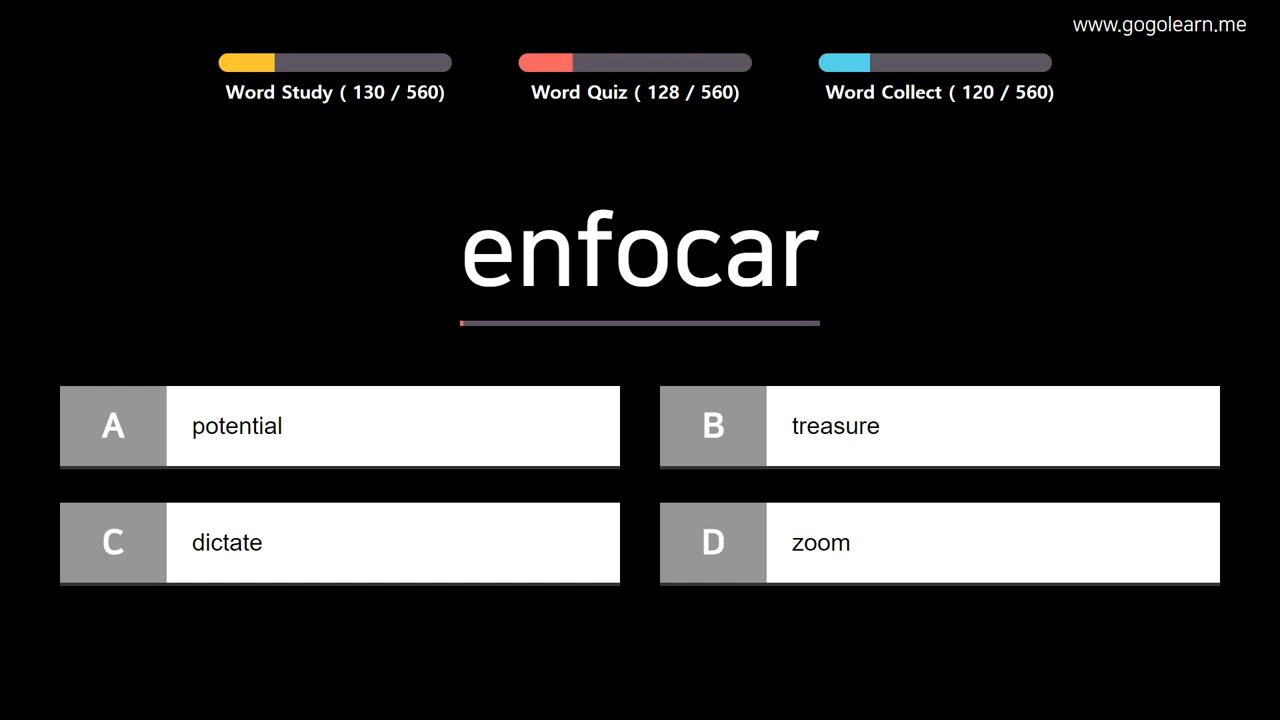 www.gogolearn.me
Word Study ( 130 / 560)
Word Quiz ( 128 / 560)
Word Collect ( 120 / 560)
enfocar
A potential
B treasure
C dictate
D zoom